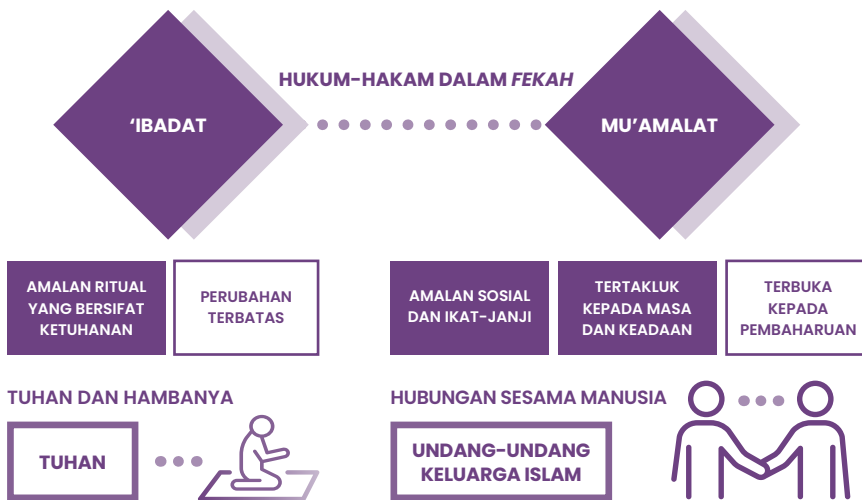 HUKUM-HAKAM DALAM FEKAH
‘IBADAT
MU’AMALAT
AMALAN RITUAL
YANG BERSIFAT
KETUHANAN
PERUBAHAN
TERBATAS
AMALAN SOSIAL
DAN IKAT-JANJI
TERTAKLUK
KEPADA MASA
DAN KEADAAN
TERBUKA
KEPADA
PEMBAHARUAN
TUHAN DAN HAMBANYA
TUHAN
HUBUNGAN SESAMA MANUSIA
UNDANG-UNDANG
KELUARGA ISLAM